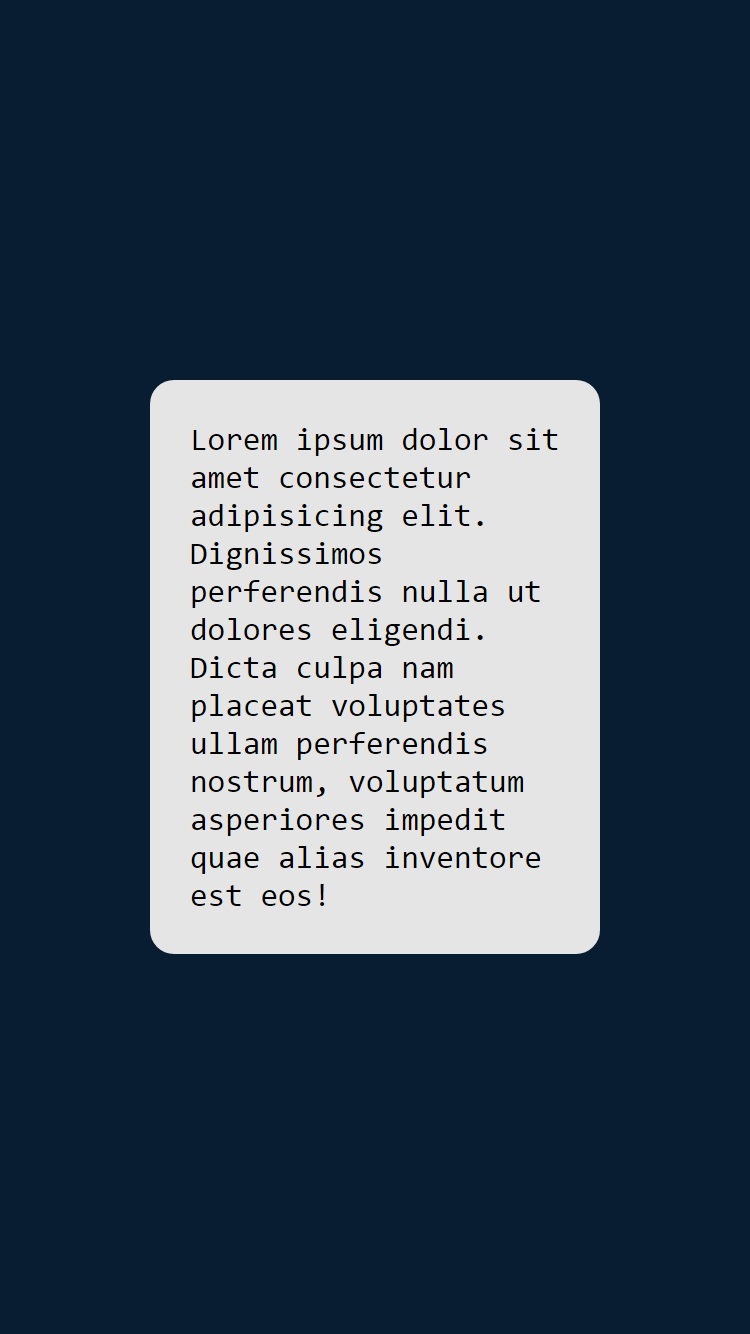 Lorem ipsum dolor sit
amet consectetur
adipisicing elit.
Dignissimos
perferendis nulla ut
dolores eligendi.
Dicta culpa nam
placeat voluptates
ullam perferendis
nostrum, voluptatum
asperiores impedit
quae alias inventore
est eos!